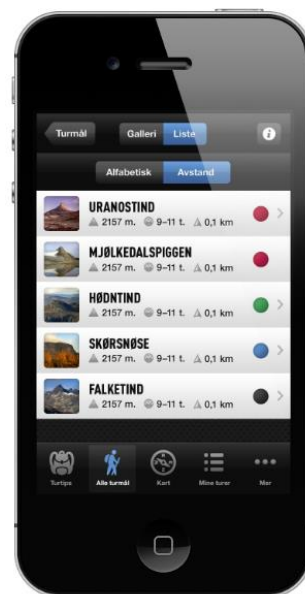 Turmål
Galleri Liste
Alfabetisk Avstand
URANOSTIND
2157 m. 9-11 t. 0,1 km
MJØLKEDALSPIGGEN
2157 m. 9-11 t. 0,1 km
HØDNTIND
2157 m. 9-11 t. 0,1 km
SKØRSNØSE
2157 m. 9-11 t. 0,1 km
FALKETIND
2157 m. 9-11 t. 0,1 km
Turtips Alle turmål Kart Mine turer Mer